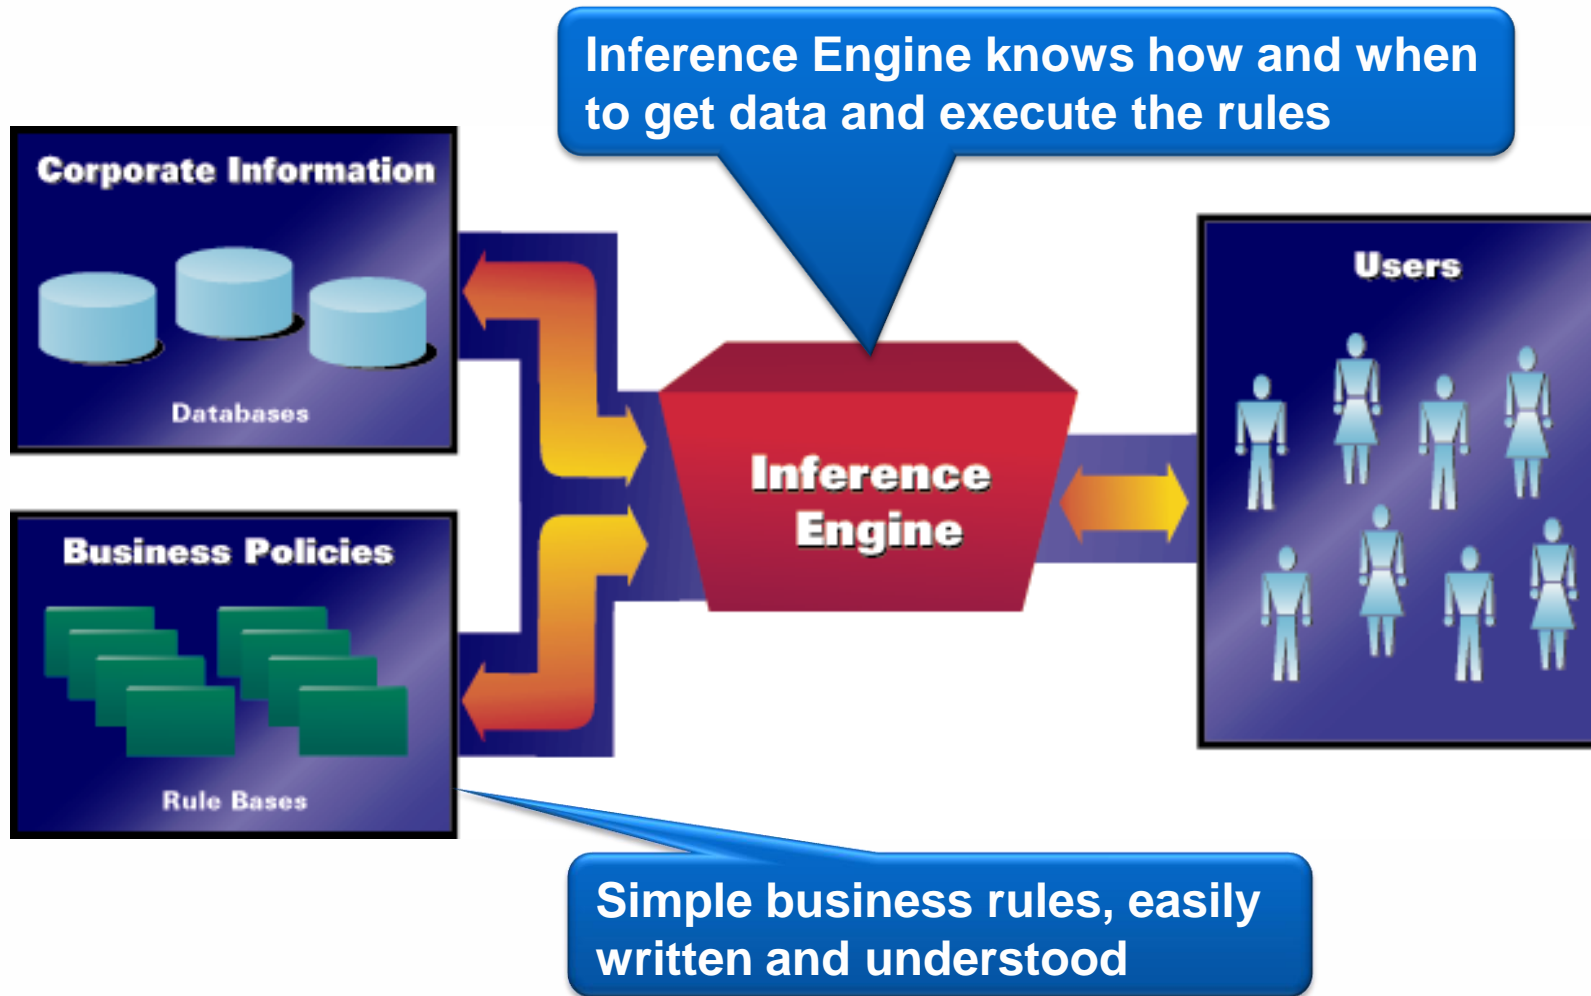 Inference Engine knows how and when
to get data and execute the rules
Corporate Information
Databases
Users
Inference
Engine
Business Policies
Rule Bases
Simple business rules, easily
written and understood